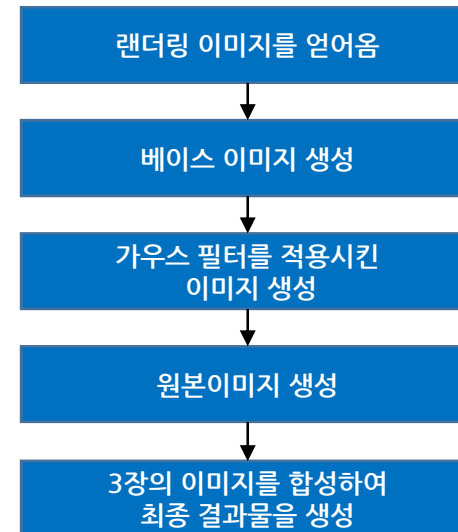 랜더링 이미지를 얻어옴
베이스 이미지 생성
가우스 필터를 적용시킨
이미지 생성
원본이미지 생성
3장의 이미지를 합성하여
최종 결과물을 생성